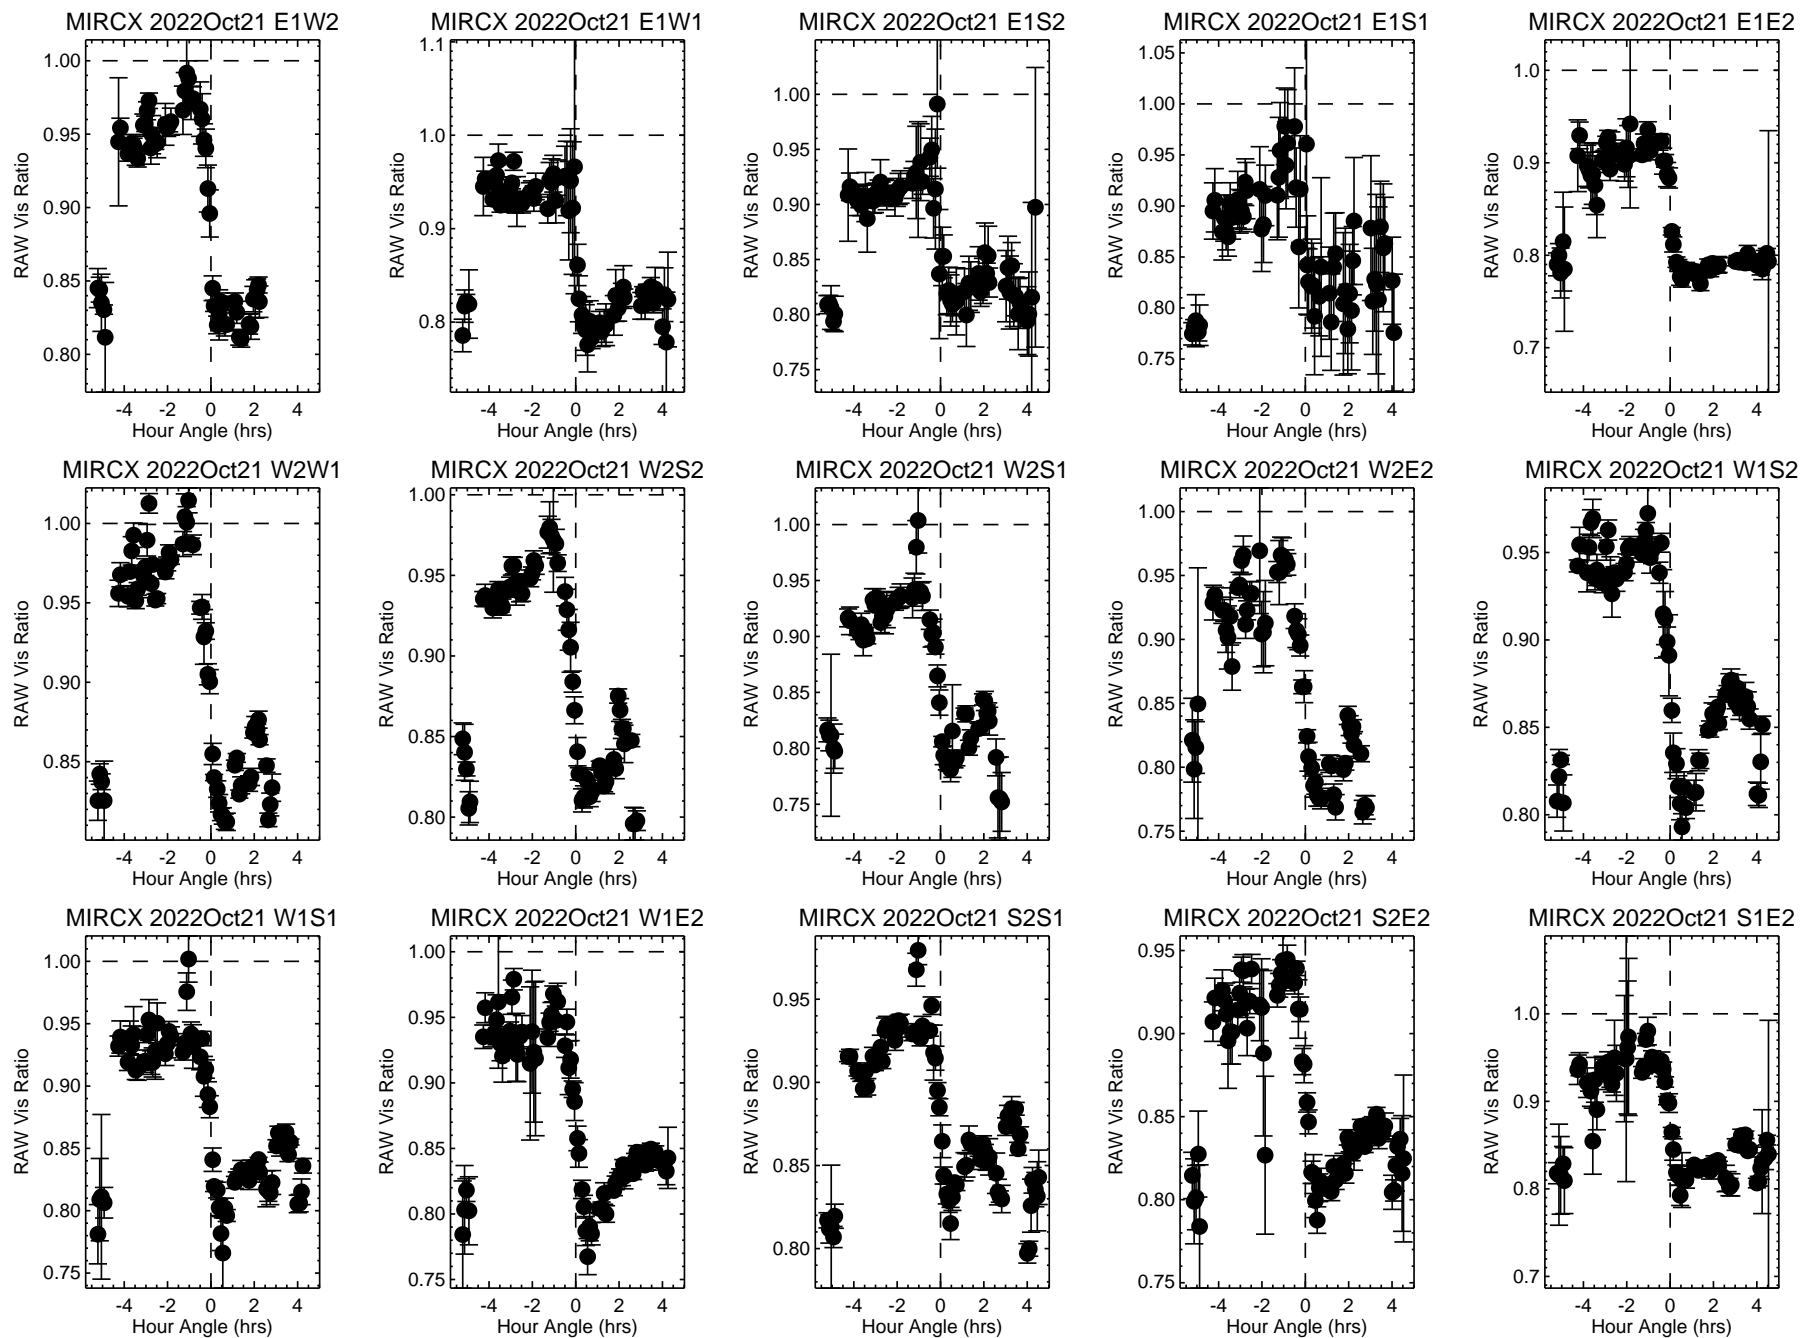 MIRCX 2022Oct21 E1W2
RAW Vis Ratio
1.00
0.95
0.90
0.85
0.80
-4 -2 0 2 4
Hour Angle (hrs)
MIRCX 2022Oct21 E1W1
RAW Vis Ratio
1.1
1.0
0.9
0.8
-4 -2 0 2 4
Hour Angle (hrs)
MIRCX 2022Oct21 E1S2
RAW Vis Ratio
1.00
0.95
0.90
0.85
0.80
0.75
-4 -2 0 2 4
Hour Angle (hrs)
MIRCX 2022Oct21 E1S1
RAW Vis Ratio
1.05
1.00
0.95
0.90
0.85
0.80
0.75
-4 -2 0 2 4
Hour Angle (hrs)
MIRCX 2022Oct21 E1E2
RAW Vis Ratio
1.0
0.9
0.8
0.7
-4 -2 0 2 4
Hour Angle (hrs)
MIRCX 2022Oct21 W2W1
RAW Vis Ratio
1.00
0.95
0.90
0.85
-4 -2 0 2 4
Hour Angle (hrs)
MIRCX 2022Oct21 W2S2
RAW Vis Ratio
1.00
0.95
0.90
0.85
0.80
-4 -2 0 2 4
Hour Angle (hrs)
MIRCX 2022Oct21 W2S1
RAW Vis Ratio
1.00
0.95
0.90
0.85
0.80
0.75
-4 -2 0 2 4
Hour Angle (hrs)
MIRCX 2022Oct21 W2E2
RAW Vis Ratio
1.00
0.95
0.90
0.85
0.80
0.75
-4 -2 0 2 4
Hour Angle (hrs)
MIRCX 2022Oct21 W1S2
RAW Vis Ratio
0.95
0.90
0.85
0.80
-4 -2 0 2 4
Hour Angle (hrs)
MIRCX 2022Oct21 W1S1
RAW Vis Ratio
1.00
0.95
0.90
0.85
0.80
0.75
-4 -2 0 2 4
Hour Angle (hrs)
MIRCX 2022Oct21 W1E2
RAW Vis Ratio
1.00
0.95
0.90
0.85
0.80
0.75
-4 -2 0 2 4
Hour Angle (hrs)
MIRCX 2022Oct21 S2S1
RAW Vis Ratio
0.95
0.90
0.85
0.80
-4 -2 0 2 4
Hour Angle (hrs)
MIRCX 2022Oct21 S2E2
RAW Vis Ratio
0.95
0.90
0.85
0.80
0.75
-4 -2 0 2 4
Hour Angle (hrs)
MIRCX 2022Oct21 S1E2
RAW Vis Ratio
1.0
0.9
0.8
0.7
-4 -2 0 2 4
Hour Angle (hrs)